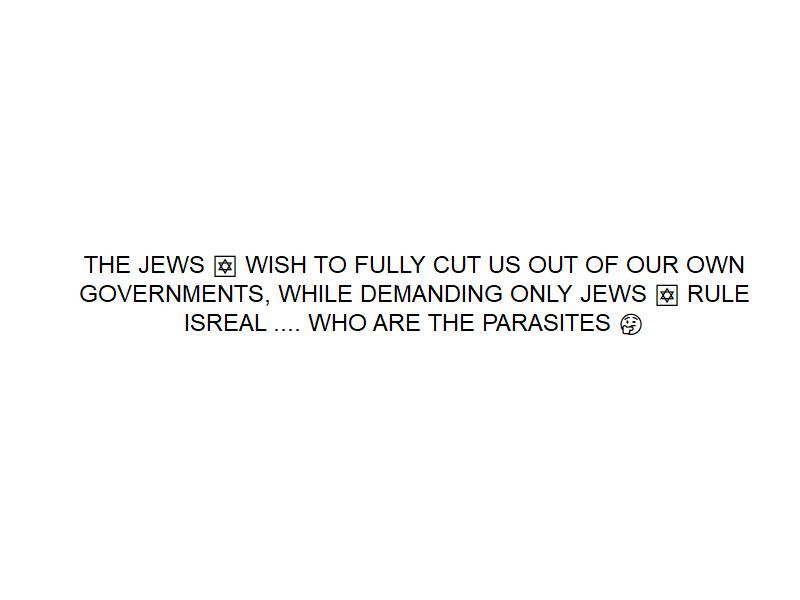 THE JEWS 🔯 WISH TO FULLY CUT US OUT OF OUR OWN
GOVERNMENTS, WHILE DEMANDING ONLY JEWS 🔯 RULE
ISREAL .... WHO ARE THE PARASITES 🤔